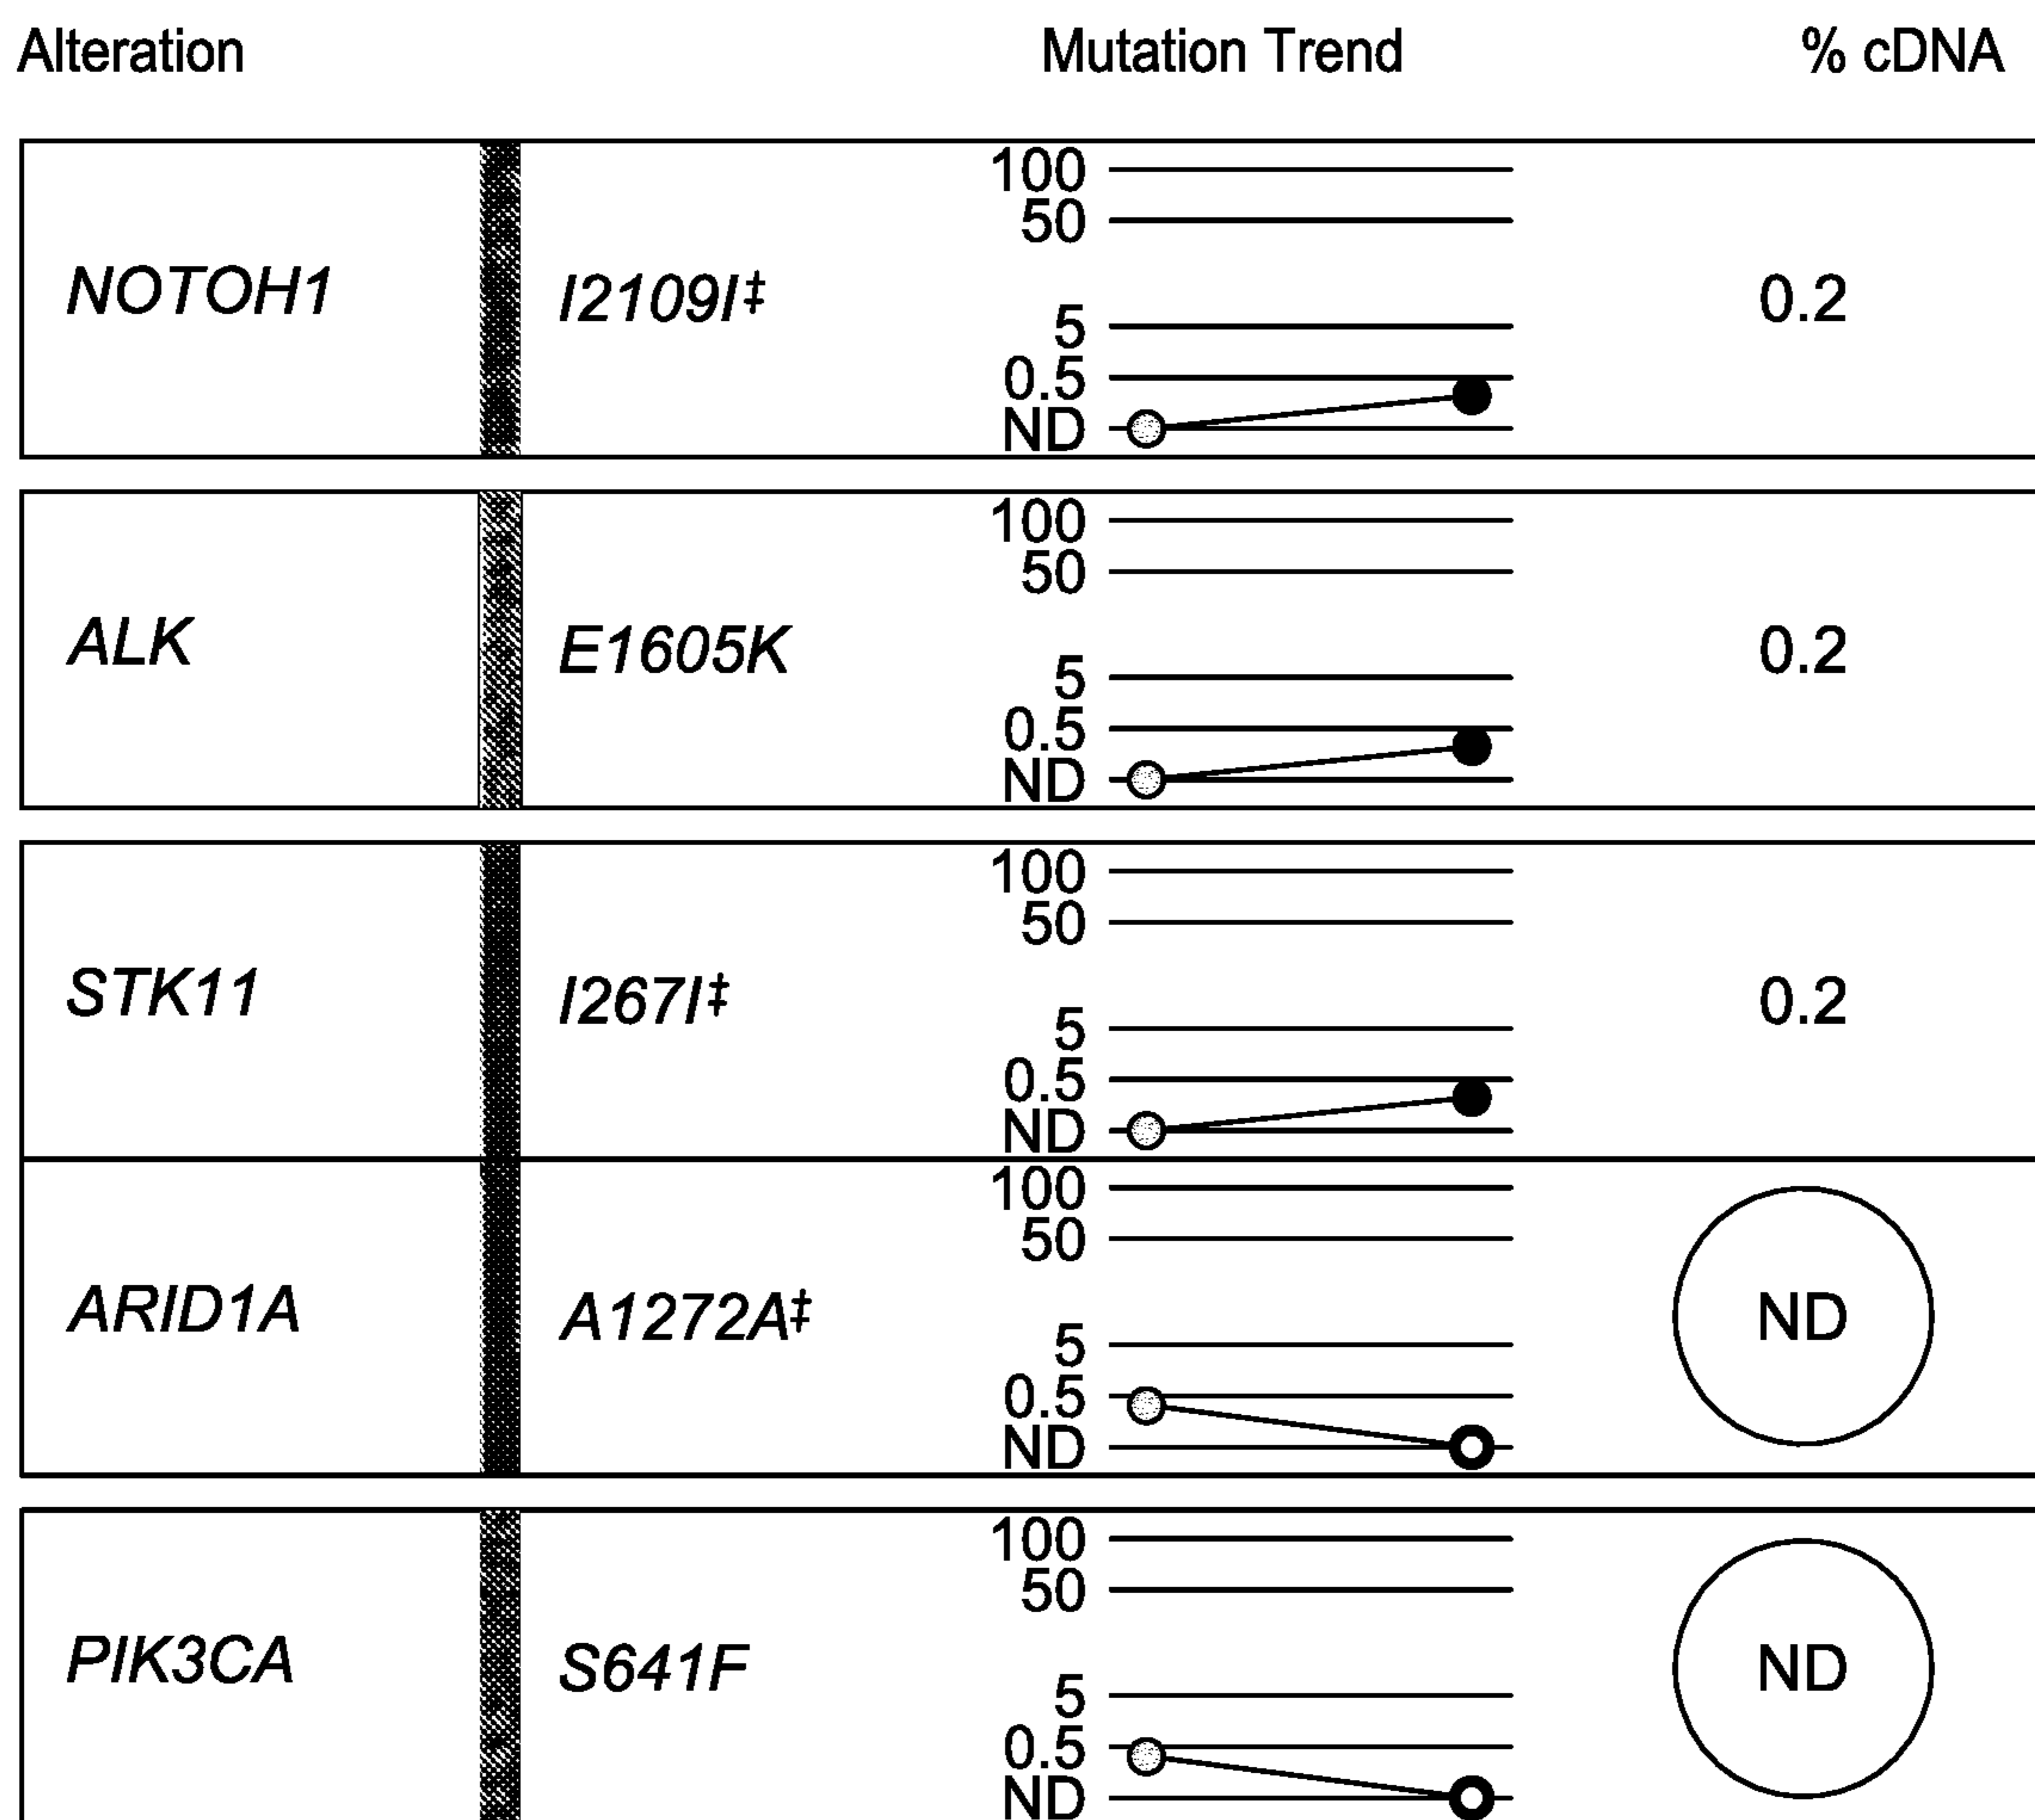 Alteration Mutation Trend % cDNA
100
50
NOTOH1 I2109I‡ 0.2
5
0.5
ND
100
50
ALK E1605K 0.2
5
0.5
ND
100
50
STK11 I267I‡ 0.2
5
0.5
ND
100
50
ARID1A A1272A‡ ND
5
0.5
ND
100
50
PIK3CA S641F ND
5
0.5
ND